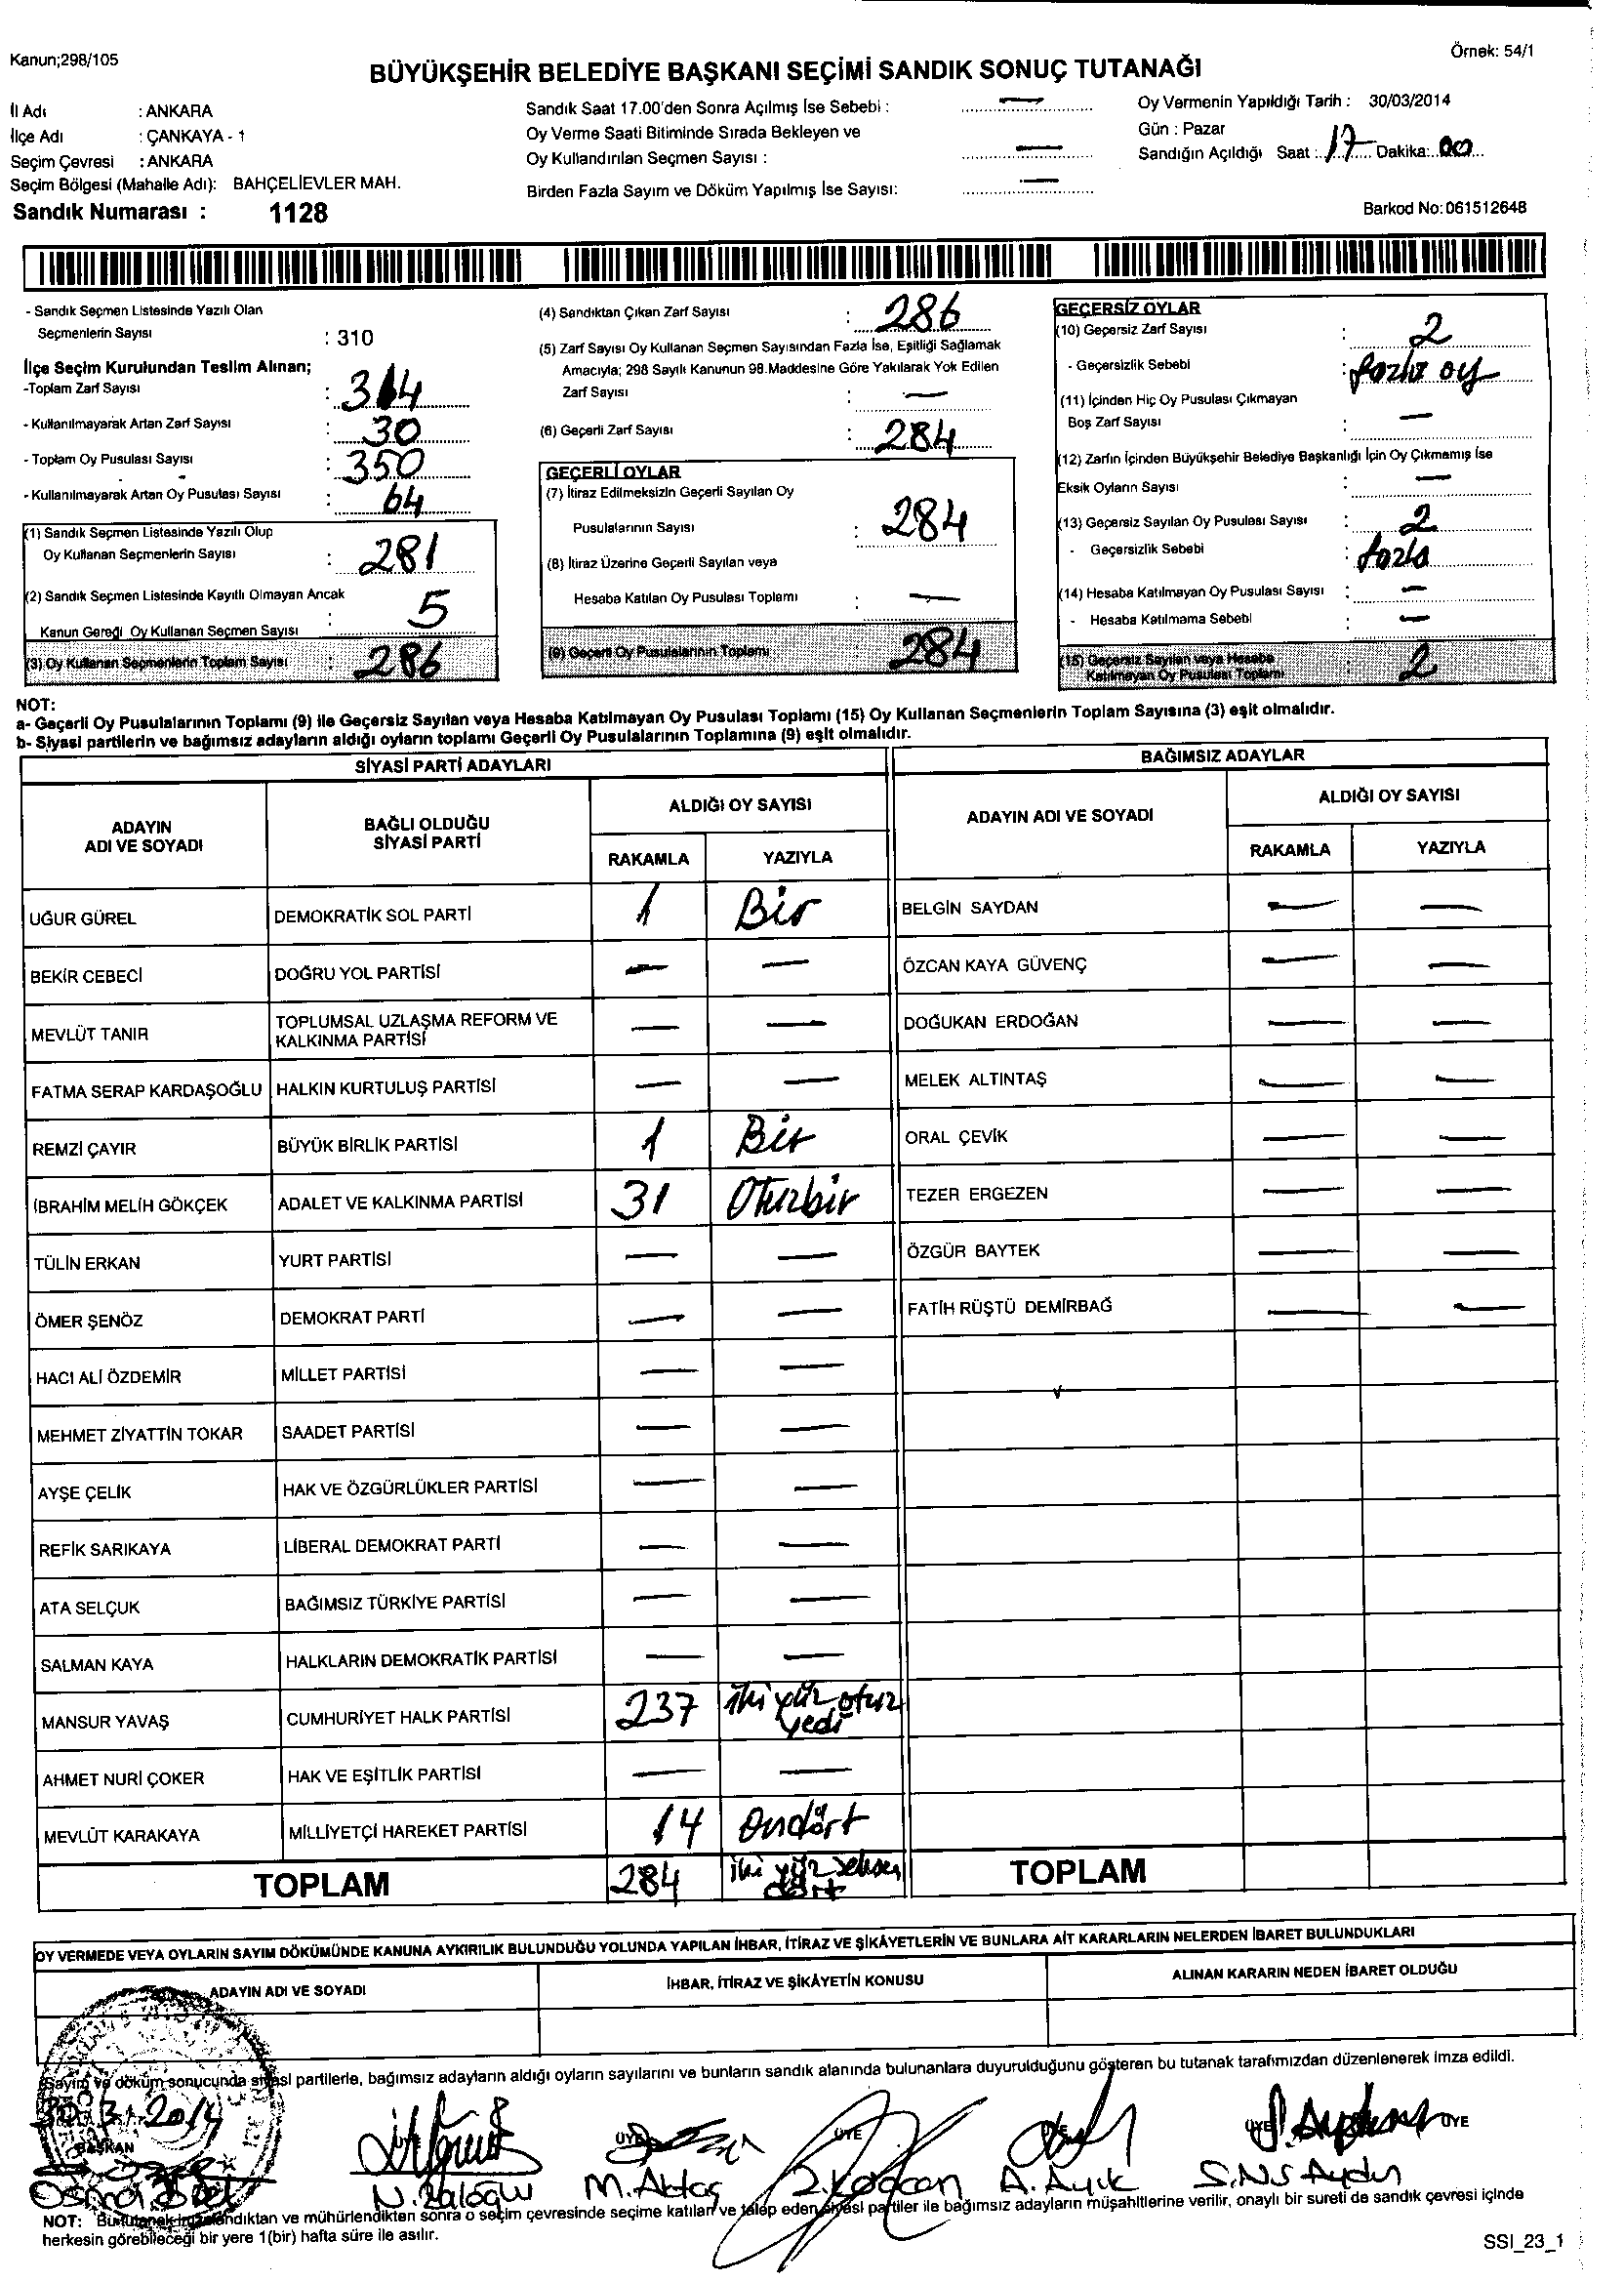 Kanun;298/105
Örnek: 54/1
BÜYÜKŞEHİR BELEDİYE BAŞKANI SEÇİMİ SANDIK SONUÇ TUTANAĞI
İl Adı : ANKARA
İlçe Adı : ÇANKAYA - 1
Seçim Çevresi : ANKARA
Seçim Bölgesi (Mahalle Adı): BAHÇELİEVLER MAH.
Sandık Numarası : 1128
Sandık Saat 17.00'den Sonra Açılmış İse Sebebi : —
Oy Verme Saati Bitiminde Sırada Bekleyen ve
Oy Kullandırılan Seçmen Sayısı : —
Birden Fazla Sayım ve Döküm Yapılmış İse Sayısı: —
Oy Vermenin Yapıldığı Tarih : 30/03/2014
Gün : Pazar
Sandığın Açıldığı Saat : 17 Dakika: 00
Barkod No:061512648
- Sandık Seçmen Listesinde Yazılı Olan
Seçmenlerin Sayısı : 310
İlçe Seçim Kurulundan Teslim Alınan;
-Toplam Zarf Sayısı : 314
- Kullanılmayarak Artan Zarf Sayısı : 30
- Toplam Oy Pusulası Sayısı : 350
- Kullanılmayarak Artan Oy Pusulası Sayısı : 64
(1) Sandık Seçmen Listesinde Yazılı Olup
Oy Kullanan Seçmenlerin Sayısı : 281
(2) Sandık Seçmen Listesinde Kayıtlı Olmayan Ancak
Kanun Gereği Oy Kullanan Seçmen Sayısı : 5
(3) Oy Kullanan Seçmenlerin Toplam Sayısı : 286
(4) Sandıktan Çıkan Zarf Sayısı : 286
(5) Zarf Sayısı Oy Kullanan Seçmen Sayısından Fazla İse, Eşitliği Sağlamak
Amacıyla; 298 Sayılı Kanunun 98.Maddesine Göre Yakılarak Yok Edilen
Zarf Sayısı : —
(6) Geçerli Zarf Sayısı : 284
GEÇERLİ OYLAR
(7) İtiraz Edilmeksizin Geçerli Sayılan Oy
Pusulalarının Sayısı : 284
(8) İtiraz Üzerine Geçerli Sayılan veya
Hesaba Katılan Oy Pusulası Toplamı : —
(9) Geçerli Oy Pusulalarının Toplamı : 284
GEÇERSİZ OYLAR
(10) Geçersiz Zarf Sayısı : 2
- Geçersizlik Sebebi : fazla oy
(11) İçinden Hiç Oy Pusulası Çıkmayan
Boş Zarf Sayısı : —
(12) Zarfın İçinden Büyükşehir Belediye Başkanlığı İçin Oy Çıkmamış İse
Eksik Oyların Sayısı : —
(13) Geçersiz Sayılan Oy Pusulası Sayısı : 2
- Geçersizlik Sebebi : fazla
(14) Hesaba Katılmayan Oy Pusulası Sayısı : —
- Hesaba Katılmama Sebebi : —
(15) Geçersiz Sayılan veya Hesaba
Katılmayan Oy Pusulası Toplamı : 2
NOT:
a- Geçerli Oy Pusulalarının Toplamı (9) ile Geçersiz Sayılan veya Hesaba Katılmayan Oy Pusulası Toplamı (15) Oy Kullanan Seçmenlerin Toplam Sayısına (3) eşit olmalıdır.
b- Siyasi partilerin ve bağımsız adayların aldığı oyların toplamı Geçerli Oy Pusulalarının Toplamına (9) eşit olmalıdır.
SİYASİ PARTİ ADAYLARI
ADAYIN ADI VE SOYADI
BAĞLI OLDUĞU SİYASİ PARTİ
ALDIĞI OY SAYISI
RAKAMLA YAZIYLA
UĞUR GÜREL DEMOKRATİK SOL PARTİ 1 Bir
BEKİR CEBECİ DOĞRU YOL PARTİSİ — —
MEVLÜT TANIR TOPLUMSAL UZLAŞMA REFORM VE KALKINMA PARTİSİ — —
FATMA SERAP KARDAŞOĞLU HALKIN KURTULUŞ PARTİSİ — —
REMZİ ÇAYIR BÜYÜK BİRLİK PARTİSİ 1 Bir
İBRAHİM MELİH GÖKÇEK ADALET VE KALKINMA PARTİSİ 31 Oturbir
TÜLİN ERKAN YURT PARTİSİ — —
ÖMER ŞENÖZ DEMOKRAT PARTİ — —
HACI ALİ ÖZDEMİR MİLLET PARTİSİ — —
MEHMET ZİYATTİN TOKAR SAADET PARTİSİ — —
AYŞE ÇELİK HAK VE ÖZGÜRLÜKLER PARTİSİ — —
REFİK SARIKAYA LİBERAL DEMOKRAT PARTİ — —
ATA SELÇUK BAĞIMSIZ TÜRKİYE PARTİSİ — —
SALMAN KAYA HALKLARIN DEMOKRATİK PARTİSİ — —
MANSUR YAVAŞ CUMHURİYET HALK PARTİSİ 237 iki yüz otuz yedi
AHMET NURİ ÇOKER HAK VE EŞİTLİK PARTİSİ — —
MEVLÜT KARAKAYA MİLLİYETÇİ HAREKET PARTİSİ 14 Ondört
TOPLAM 284 iki yüz seksen dört
BAĞIMSIZ ADAYLAR
ADAYIN ADI VE SOYADI
ALDIĞI OY SAYISI
RAKAMLA YAZIYLA
BELGİN SAYDAN — —
ÖZCAN KAYA GÜVENÇ — —
DOĞUKAN ERDOĞAN — —
MELEK ALTINTAŞ — —
ORAL ÇEVİK — —
TEZER ERGEZEN — —
ÖZGÜR BAYTEK — —
FATİH RÜŞTÜ DEMİRBAĞ — —
TOPLAM
OY VERMEDE VEYA OYLARIN SAYIM DÖKÜMÜNDE KANUNA AYKIRILIK BULUNDUĞU YOLUNDA YAPILAN İHBAR, İTİRAZ VE ŞİKÂYETLERİN VE BUNLARA AİT KARARLARIN NELERDEN İBARET BULUNDUKLARI
ADAYIN ADI VE SOYADI İHBAR, İTİRAZ VE ŞİKÂYETİN KONUSU ALINAN KARARIN NEDEN İBARET OLDUĞU
Sayım ve döküm sonucunda siyasi partilerle, bağımsız adayların aldığı oyların sayılarını ve bunların sandık alanında bulunanlara duyurulduğunu gösteren bu tutanak tarafımızdan düzenlenerek imza edildi.
30.3.2014
BAŞKAN ÜYE ÜYE ÜYE ÜYE ÜYE
M. Aktaş A. Ayık S.Nur Aydın
NOT: Bu tutanak imzalandıktan ve mühürlendikten sonra o seçim çevresinde seçime katılan ve talep eden siyasi partiler ile bağımsız adayların müşahitlerine verilir, onaylı bir sureti de sandık çevresi içinde
herkesin görebileceği bir yere 1(bir) hafta süre ile asılır.
SSI_23_1